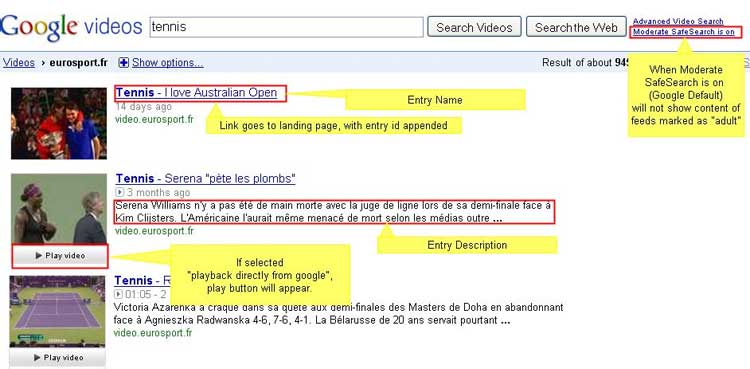 Google videos tennis Search Videos Search the Web Advanced Video Search
Moderate SafeSearch is on
Videos › eurosport.fr Show options... Result of about 945
When Moderate
SafeSearch is on
(Google Default)
will not show content of
feeds marked as "adult"
Tennis - I love Australian Open
Entry Name
14 days ago
video.eurosport.fr
Link goes to landing page, with entry id appended
Tennis - Serena "pète les plombs"
3 months ago
Serena Williams n'y a pas été de main morte avec la juge de ligne lors de sa demi-finale face à
Kim Clijsters. L'Américaine l'aurait même menacé de mort selon les médias outre ...
video.eurosport.fr
Entry Description
Play video
If selected
"playback directly from google",
play button will appear.
Tennis - R
01:05 - 2
Victoria Azarenka a craqué dans sa quête aux demi-finales des Masters de Doha en abandonnant
face à Agnieszka Radwanska 4-6, 7-6, 4-1. La Bélarusse de 20 ans servait pourtant ...
video.eurosport.fr
Play video